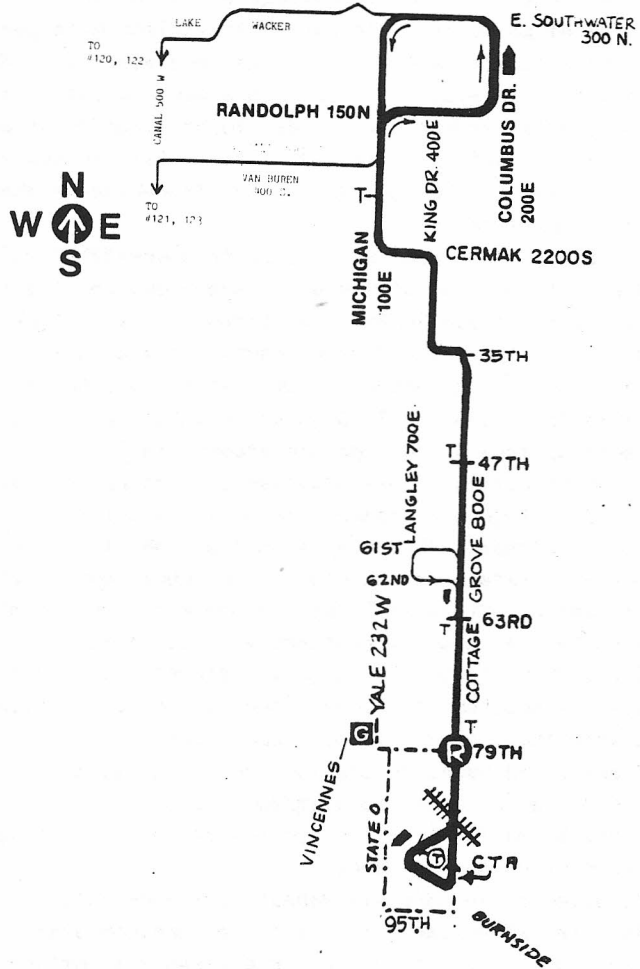 LAKE
WACKER
E. SOUTHWATER
300 N.
TO
#120, 122
CANAL 500 W
RANDOLPH 150N
COLUMBUS DR.
200E
KING DR. 400E
VAN BUREN
400 S.
TO
#121, 123
T
N
W E
S
MICHIGAN
100E
CERMAK 2200S
35TH
T
47TH
LANGLEY 700E
GROVE 800E
61ST
62ND
T
63RD
COTTAGE
YALE 232W
T
G
R
79TH
VINCENNES
STATE 0
T
CTA
95TH
BURNSIDE